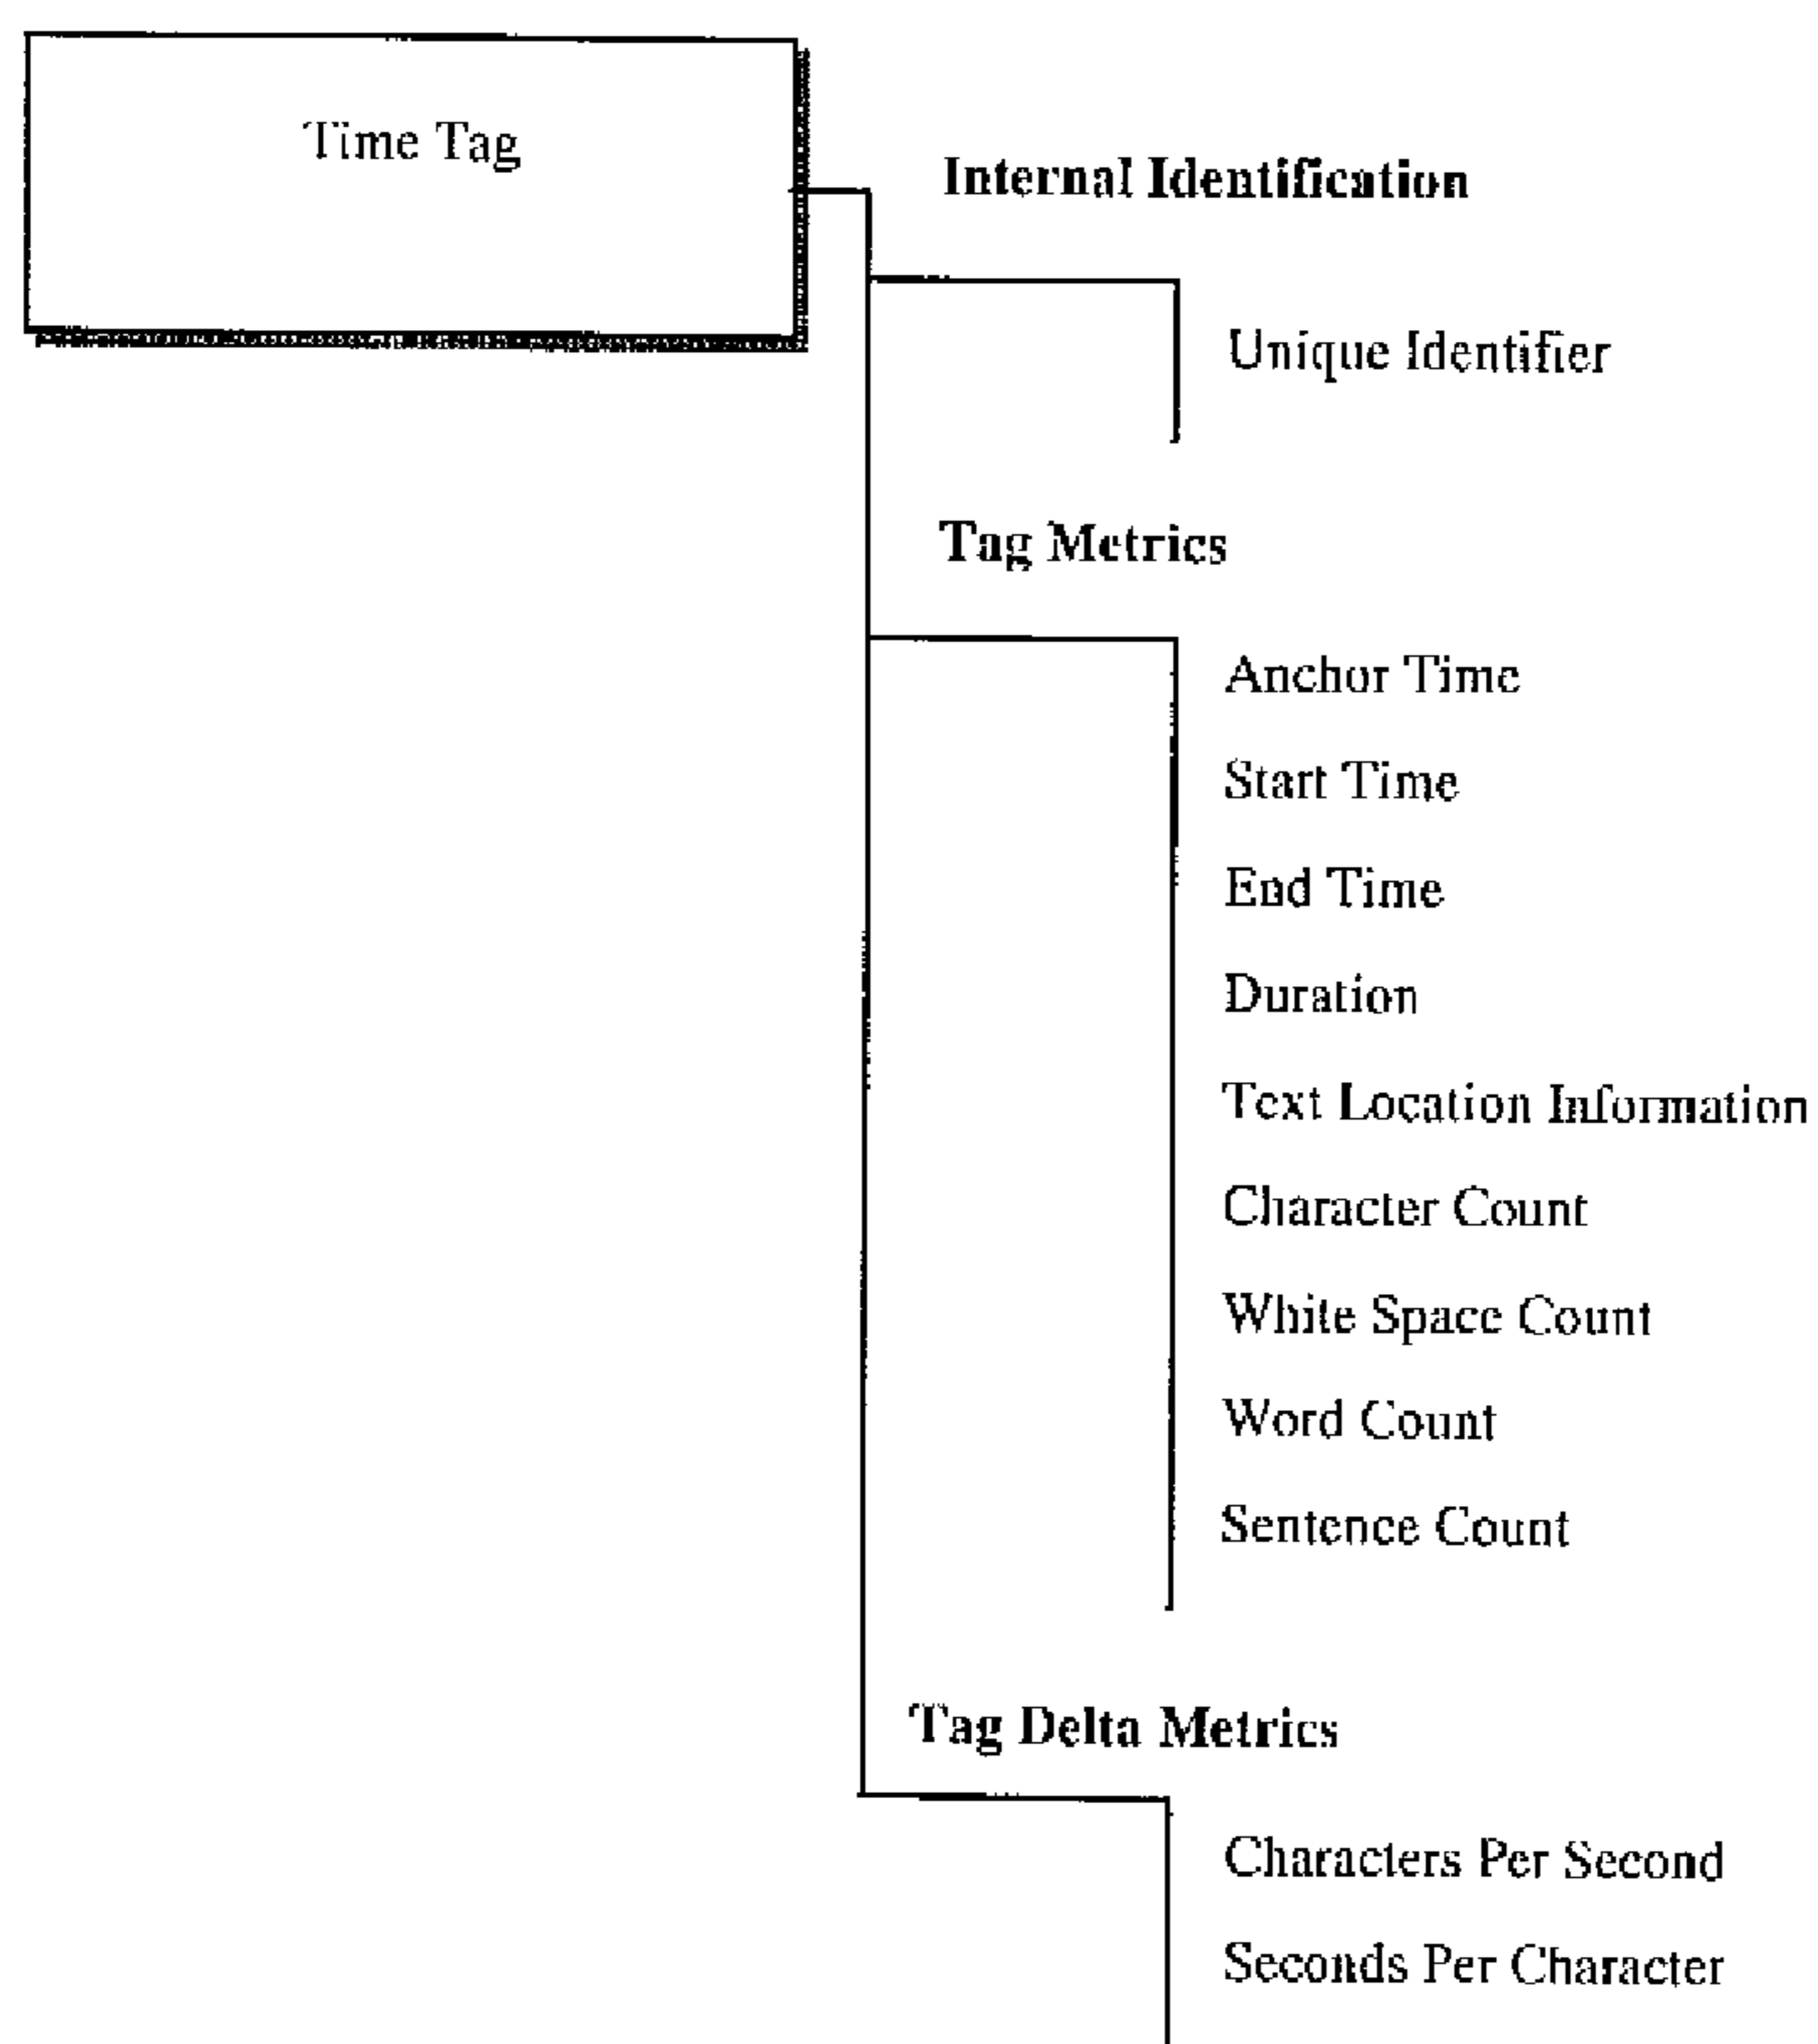 Time Tag
Internal Identification
Unique Identifier
Tag Metrics
Anchor Time
Start Time
End Time
Duration
Text Location Information
Character Count
White Space Count
Word Count
Sentence Count
Tag Delta Metrics
Characters Per Second
Seconds Per Character